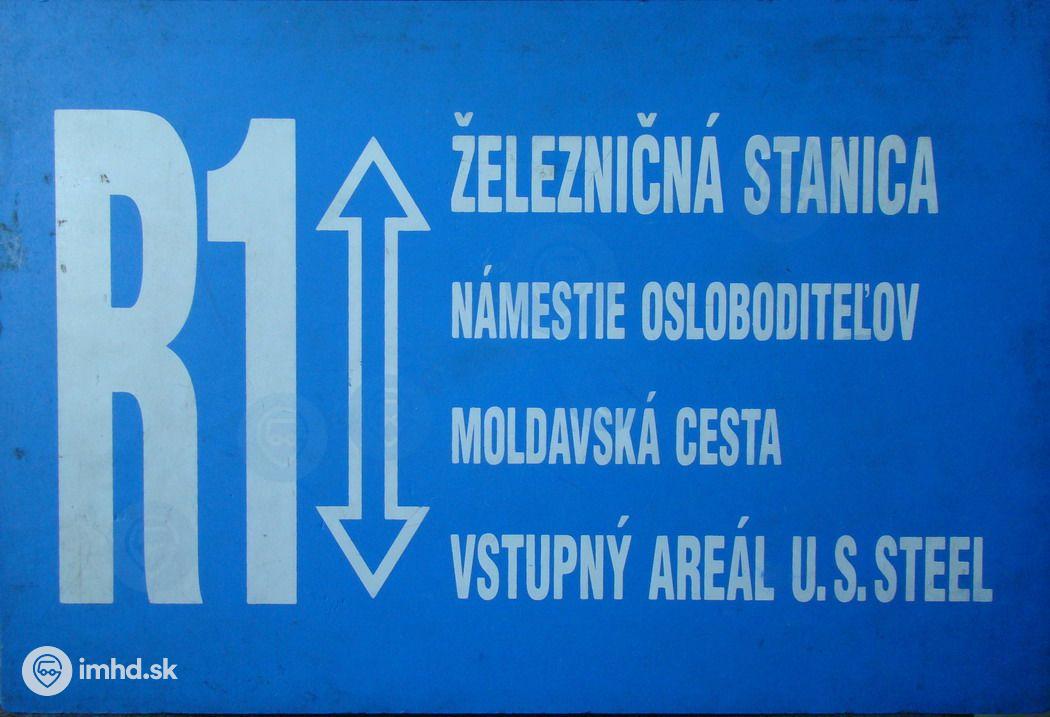 R1
ŽELEZNIČNÁ STANICA
NÁMESTIE OSLOBODITEĽOV
MOLDAVSKÁ CESTA
VSTUPNÝ AREÁL U.S.STEEL
imhd.sk